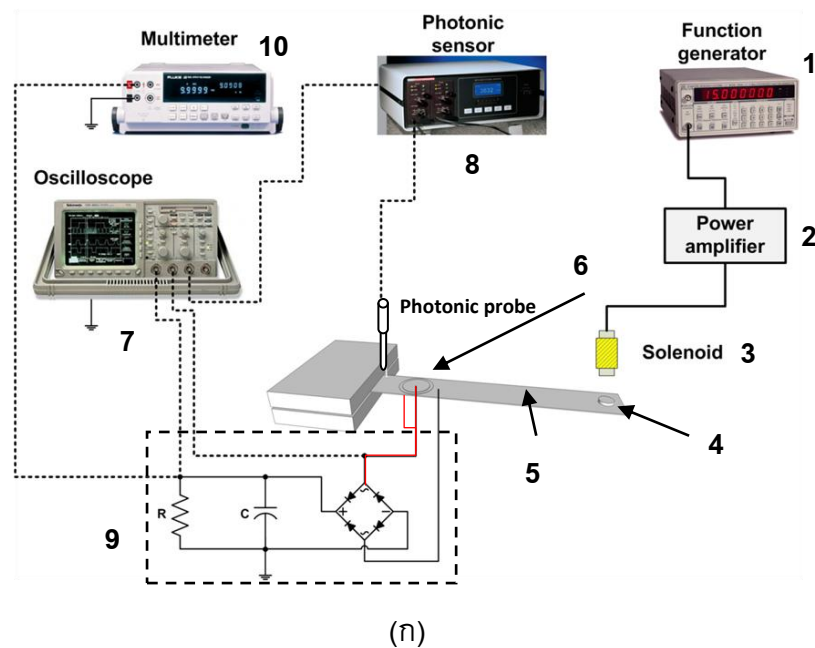 Multimeter 10
Photonic
sensor
Function
generator 1
Oscilloscope
8
Power
amplifier 2
6
Photonic probe
7
Solenoid 3
4
5
R
C
+
~
−
~
9
(ก)